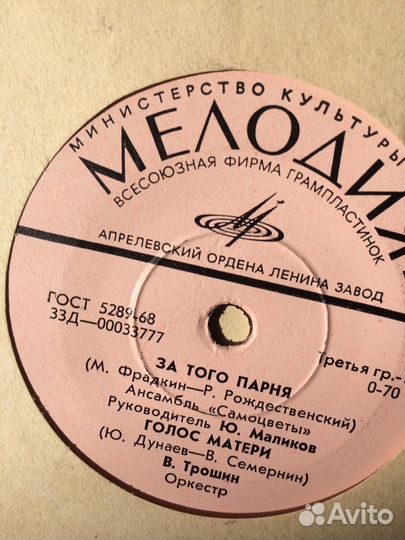 МИНИСТЕРСТВО КУЛЬТУРЫ
МЕЛОДИЯ
ВСЕСОЮЗНАЯ ФИРМА ГРАМПЛАСТИНОК
АПРЕЛЕВСКИЙ ОРДЕНА ЛЕНИНА ЗАВОД
ГОСТ 5289-68
33Д—00033777
Третья гр.-
0-70
ЗА ТОГО ПАРНЯ
(М. Фрадкин—Р. Рождественский)
Ансамбль «Самоцветы»
Руководитель Ю. Маликов
ГОЛОС МАТЕРИ
(Ю. Дунаев—В. Семернин)
В. Трошин
Оркестр
Avito